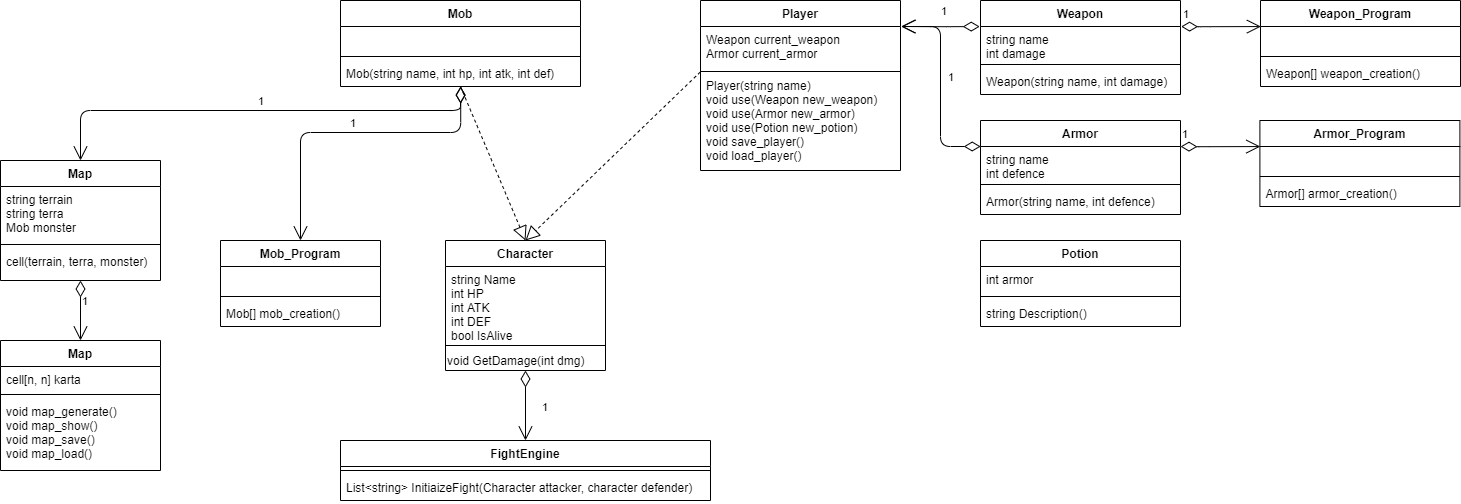 Mob
Mob(string name, int hp, int atk, int def)
Player
Weapon current_weapon
Armor current_armor
Player(string name)
void use(Weapon new_weapon)
void use(Armor new_armor)
void use(Potion new_potion)
void save_player()
void load_player()
1
1
Weapon
string name
int damage
Weapon(string name, int damage)
1
Weapon_Program
Weapon[] weapon_creation()
Armor
string name
int defence
Armor(string name, int defence)
1
Armor_Program
Armor[] armor_creation()
1
1
Map
string terrain
string terra
Mob monster
cell(terrain, terra, monster)
1
Mob_Program
Mob[] mob_creation()
Character
string Name
int HP
int ATK
int DEF
bool IsAlive
void GetDamage(int dmg)
1
Potion
int armor
string Description()
Map
cell[n, n] karta
void map_generate()
void map_show()
void map_save()
void map_load()
FightEngine
List<string> InitiaizeFight(Character attacker, character defender)